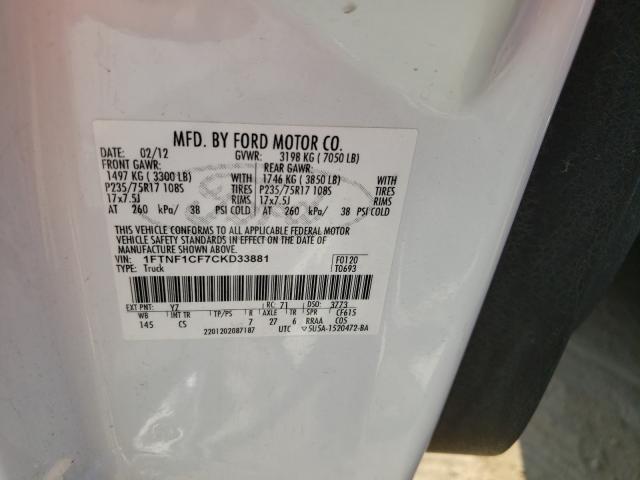 MFD. BY FORD MOTOR CO.
DATE: 02/12 GVWR: 3198 KG ( 7050 LB)
FRONT GAWR: REAR GAWR:
1497 KG ( 3300 LB) WITH 1746 KG ( 3850 LB) WITH
P235/75R17 108S TIRES P235/75R17 108S TIRES
17x7.5J RIMS 17x7.5J RIMS
AT 260 kPa/ 38 PSI COLD AT 260 kPa/ 38 PSI COLD
THIS VEHICLE CONFORMS TO ALL APPLICABLE FEDERAL MOTOR
VEHICLE SAFETY STANDARDS IN EFFECT ON THE DATE OF
MANUFACTURE SHOWN ABOVE.
VIN: 1FTNF1CF7CKD33881 F0120
TYPE: Truck T0693
EXT PNT: Y7 RC: 71 DSO: 3773
WB INT TR TP/PS R AXLE TR SPR CF615
145 CS 7 27 6 RRAA C05
2201202087187 UTC ▽5U5A-1520472-BA